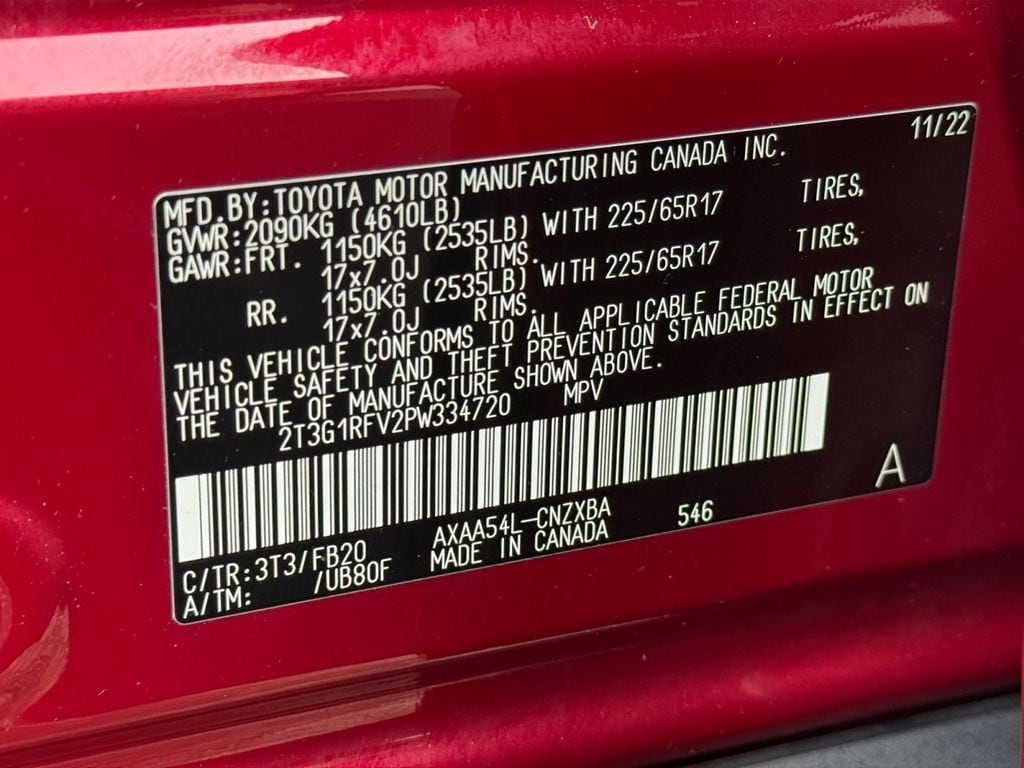 11/22
MFD.BY:TOYOTA MOTOR MANUFACTURING CANADA INC.
GVWR:2090KG (4610LB)
GAWR:FRT. 1150KG (2535LB) WITH 225/65R17 TIRES,
17x7.0J RIMS.
RR. 1150KG (2535LB) WITH 225/65R17 TIRES,
17x7.0J RIMS.
THIS VEHICLE CONFORMS TO ALL APPLICABLE FEDERAL MOTOR
VEHICLE SAFETY AND THEFT PREVENTION STANDARDS IN EFFECT ON
THE DATE OF MANUFACTURE SHOWN ABOVE.
2T3G1RFV2PW334720 MPV
A
AXAA54L-CNZXBA 546
C/TR:3T3/FB20 MADE IN CANADA
A/TM: /UB80F